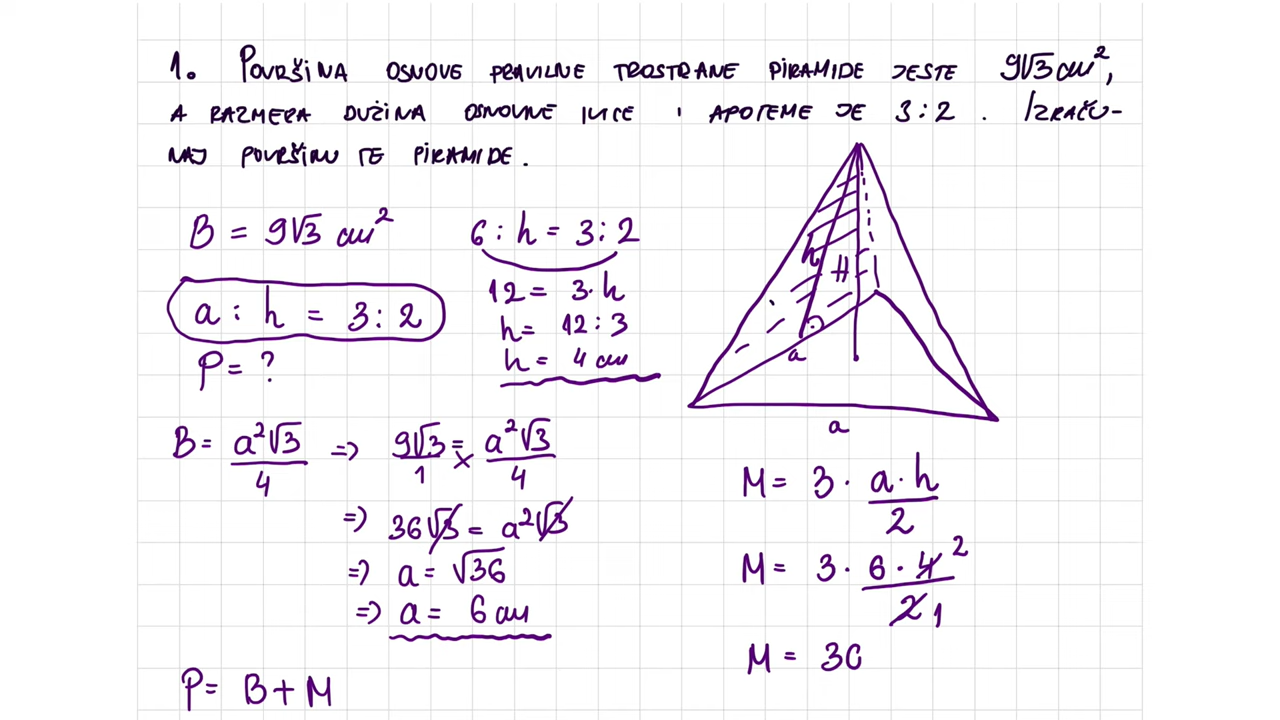 1. POVRŠINA OSNOVE PRAVILNE TROSTRANE PIRAMIDE JESTE 9√3 cm²,
A RAZMERA DUŽINA OSNOVNE IVICE I APOTEME JE 3:2. IZRAČU-
NAJ POVRŠINU TE PIRAMIDE.
B = 9√3 cm²
a : h = 3 : 2
P = ?
6 : h = 3 : 2
12 = 3 · h
h = 12 : 3
h = 4 cm
h
H
a
a
B = a²√3/4 => 9√3/1 = a²√3/4
=> 36√3 = a²√3
=> a = √36
=> a = 6 cm
P = B + M
M = 3 · a·h/2
M = 3 · 6·4 2/2 1
M = 30